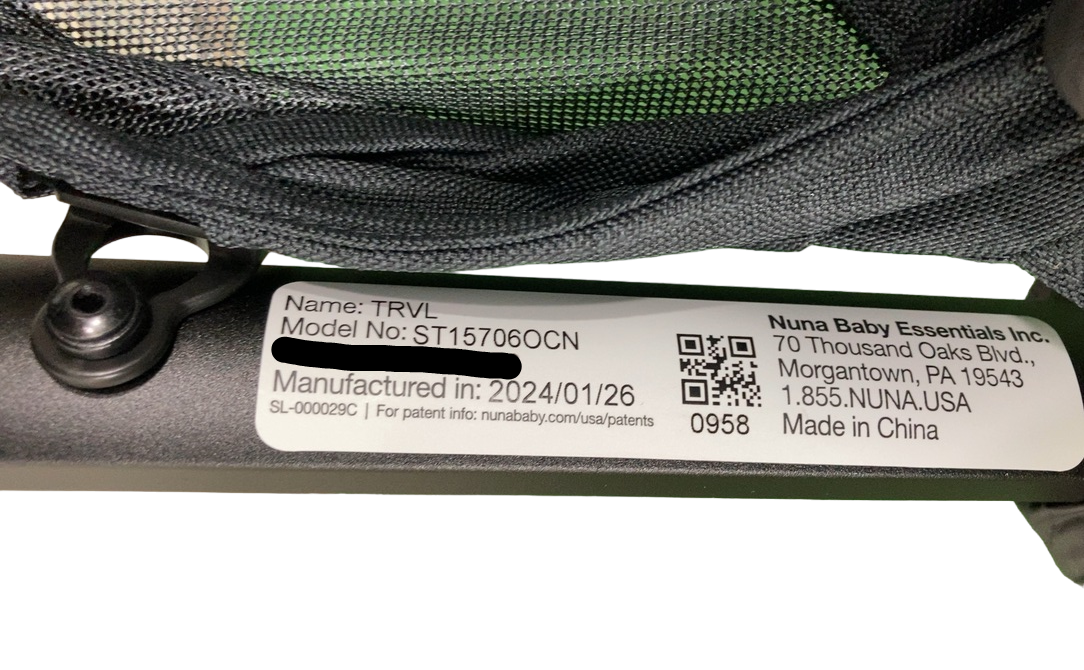 Name: TRVL
Model No: ST15706OCN
Manufactured in: 2024/01/26
SL-000029C | For patent info: nunababy.com/usa/patents
0958
Nuna Baby Essentials Inc.
70 Thousand Oaks Blvd.,
Morgantown, PA 19543
1.855.NUNA.USA
Made in China